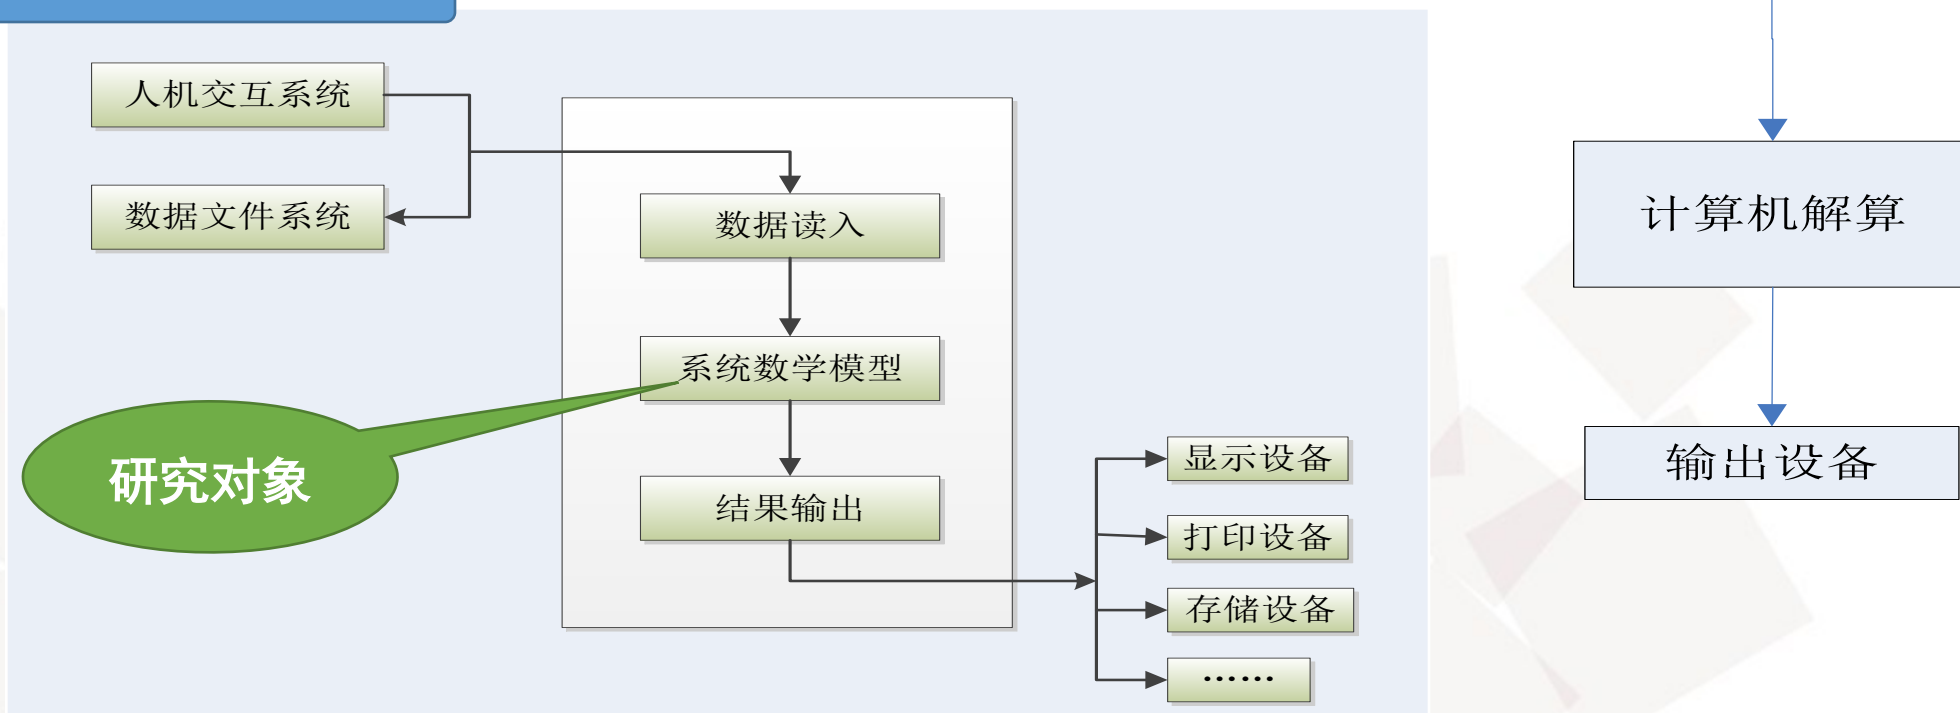 人机交互系统
数据文件系统
数据读入
系统数学模型
结果输出
研究对象
显示设备
打印设备
存储设备
……
计算机解算
输出设备